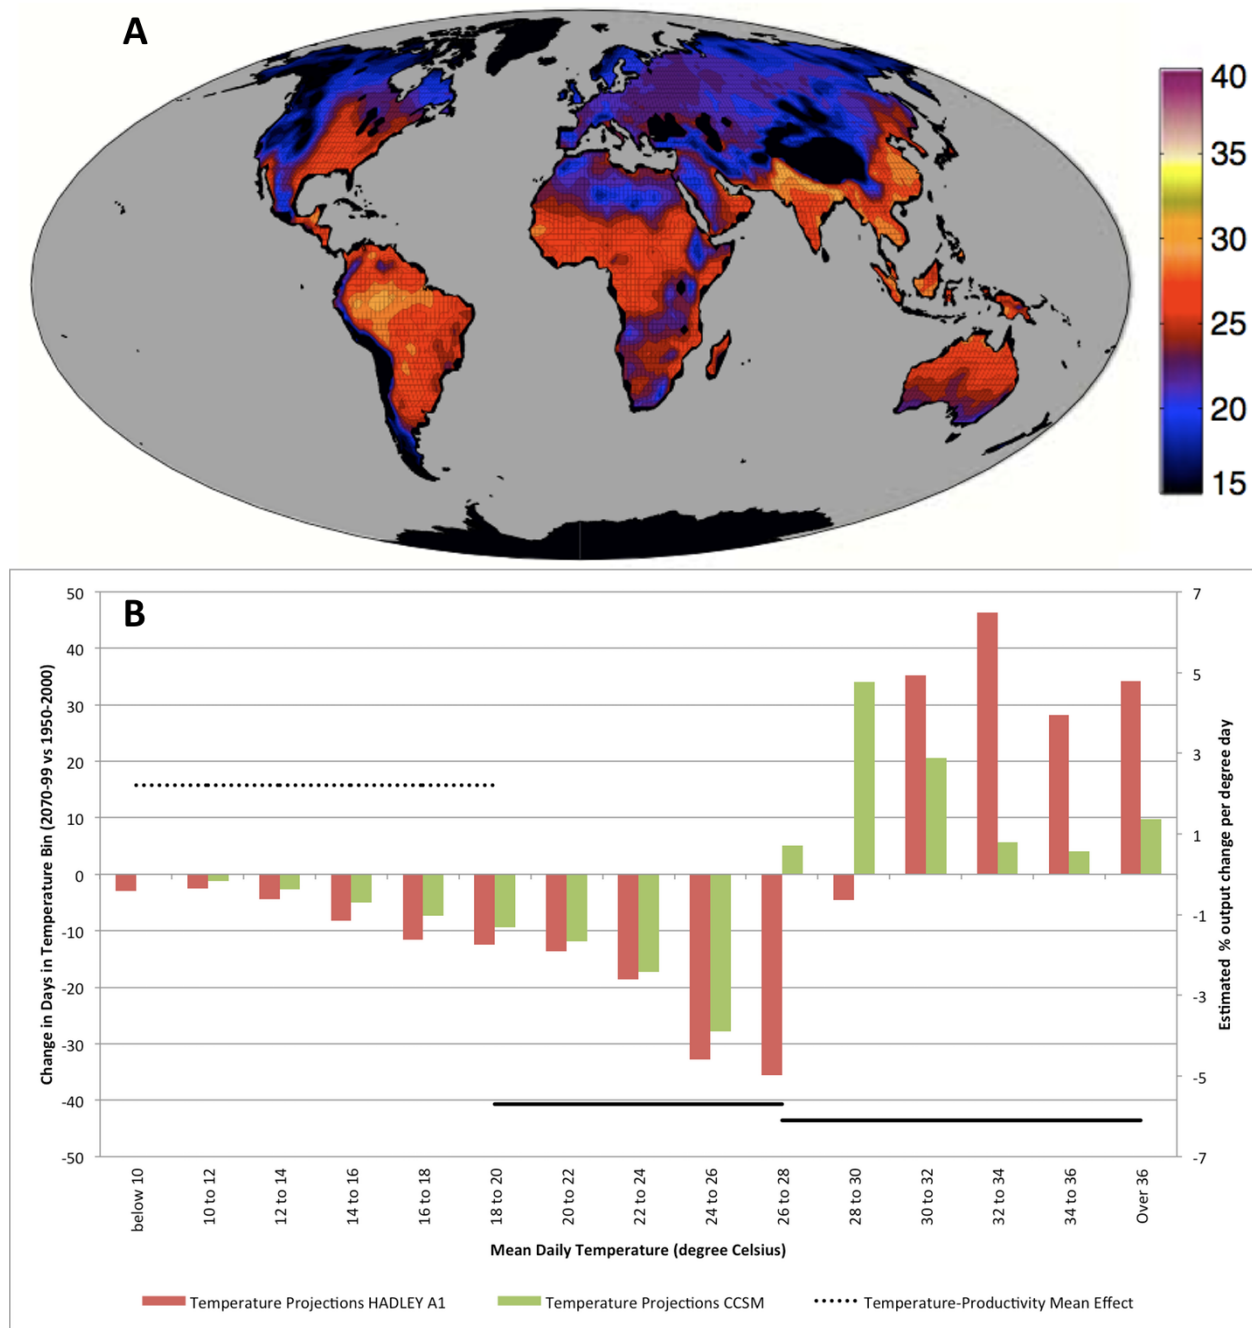 A
40
35
30
25
20
15
B
Change in Days in Temperature Bin (2070-99 vs 1950-2000)
50
40
30
20
10
0
-10
-20
-30
-40
-50
7
5
3
1
-1
-3
-5
-7
Estimated % output change per degree day
below 10
10 to 12
12 to 14
14 to 16
16 to 18
18 to 20
20 to 22
22 to 24
24 to 26
26 to 28
28 to 30
30 to 32
32 to 34
34 to 36
Over 36
Mean Daily Temperature (degree Celsius)
Temperature Projections HADLEY A1
Temperature Projections CCSM
Temperature-Productivity Mean Effect